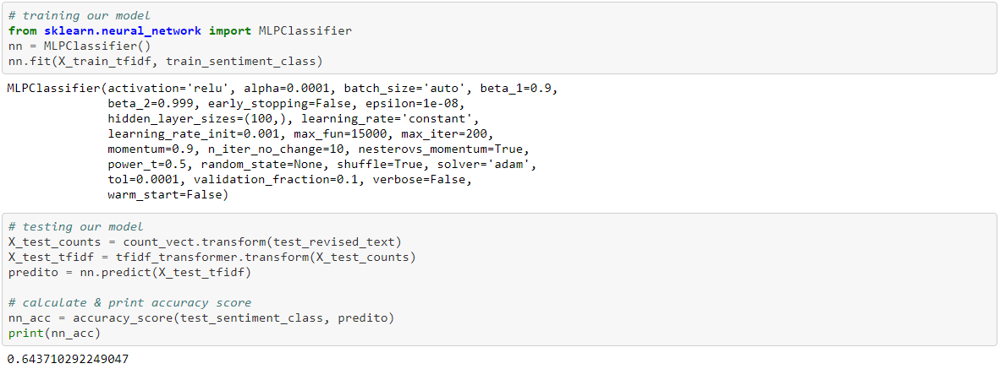 # training our model
from sklearn.neural_network import MLPClassifier
nn = MLPClassifier()
nn.fit(X_train_tfidf, train_sentiment_class)
MLPClassifier(activation='relu', alpha=0.0001, batch_size='auto', beta_1=0.9,
beta_2=0.999, early_stopping=False, epsilon=1e-08,
hidden_layer_sizes=(100,), learning_rate='constant',
learning_rate_init=0.001, max_fun=15000, max_iter=200,
momentum=0.9, n_iter_no_change=10, nesterovs_momentum=True,
power_t=0.5, random_state=None, shuffle=True, solver='adam',
tol=0.0001, validation_fraction=0.1, verbose=False,
warm_start=False)
# testing our model
X_test_counts = count_vect.transform(test_revised_text)
X_test_tfidf = tfidf_transformer.transform(X_test_counts)
predito = nn.predict(X_test_tfidf)
# calculate & print accuracy score
nn_acc = accuracy_score(test_sentiment_class, predito)
print(nn_acc)
0.643710292249047